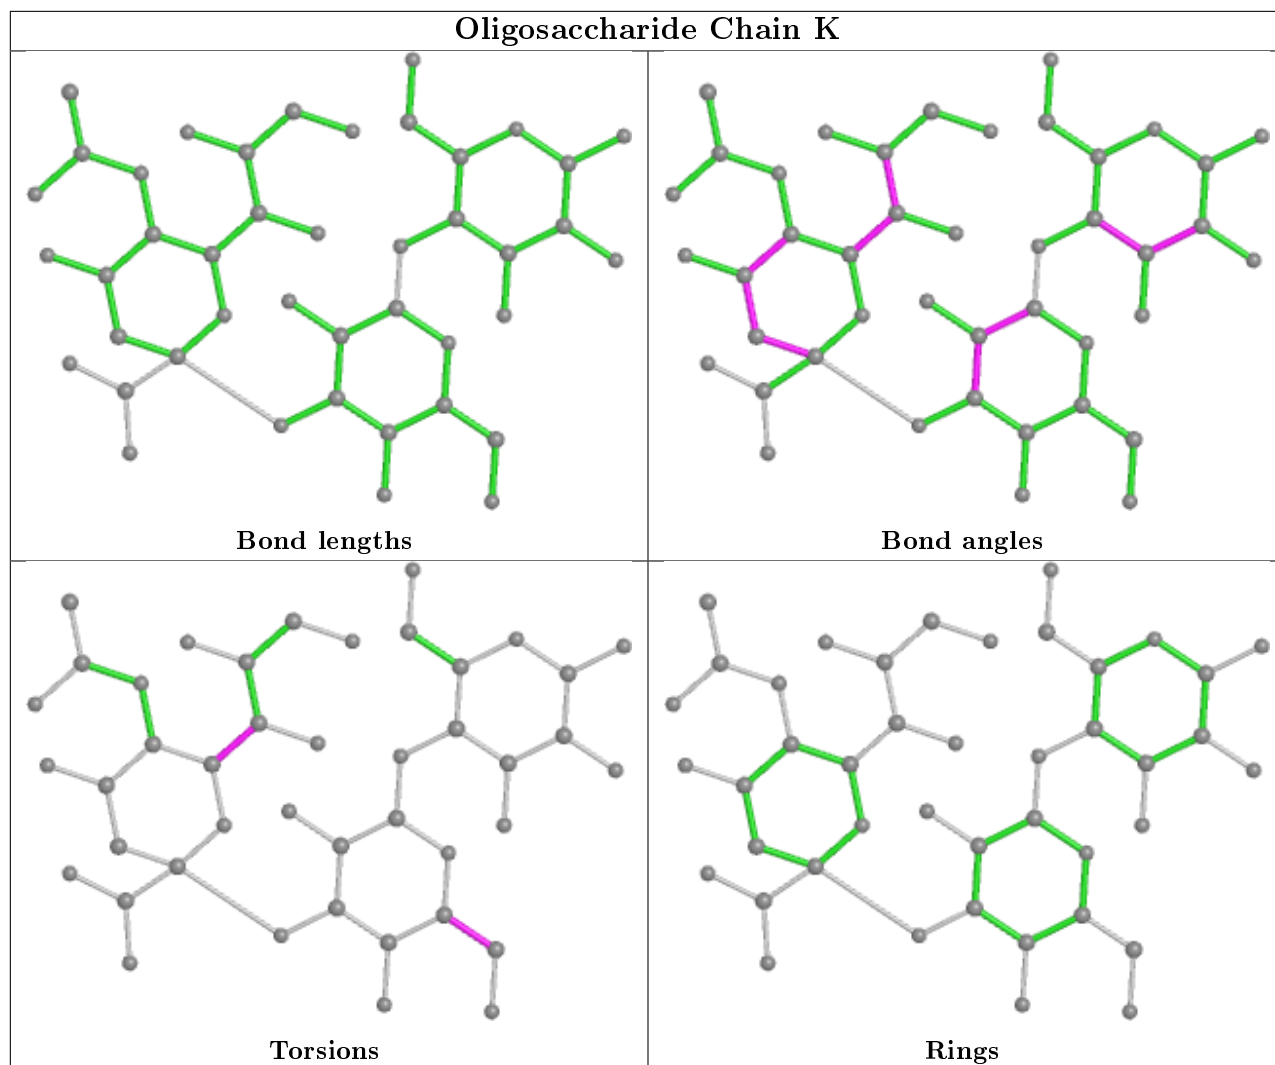 Oligosaccharide Chain K
Bond lengths
Bond angles
Torsions
Rings